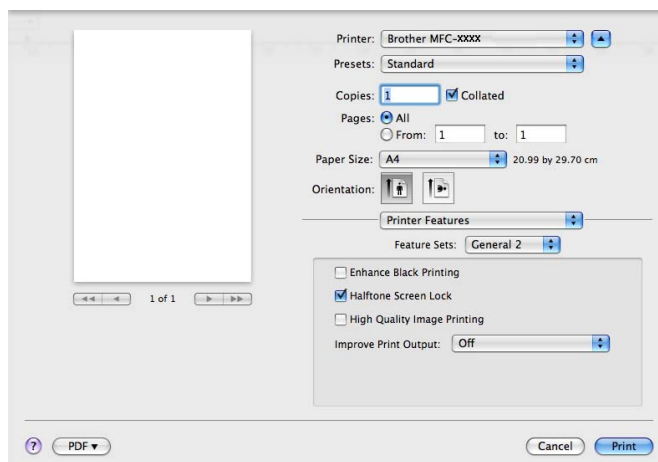 Printer: Brother MFC-XXXX
Presets: Standard
Copies: 1 Collated
Pages: All
From: 1 to: 1
Paper Size: A4 20.99 by 29.70 cm
Orientation:
Printer Features
Feature Sets: General 2
Enhance Black Printing
Halftone Screen Lock
1 of 1
High Quality Image Printing
Improve Print Output: Off
? PDF▼ Cancel Print